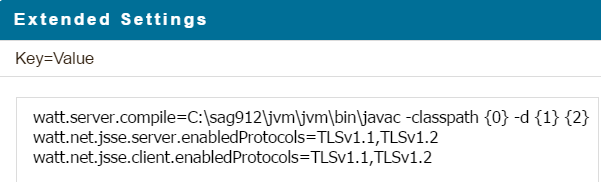 Extended Settings
Key=Value
watt.server.compile=C:\sag912\jvm\jvm\bin\javac -classpath {0} -d {1} {2}
watt.net.jsse.server.enabledProtocols=TLSv1.1,TLSv1.2
watt.net.jsse.client.enabledProtocols=TLSv1.1,TLSv1.2